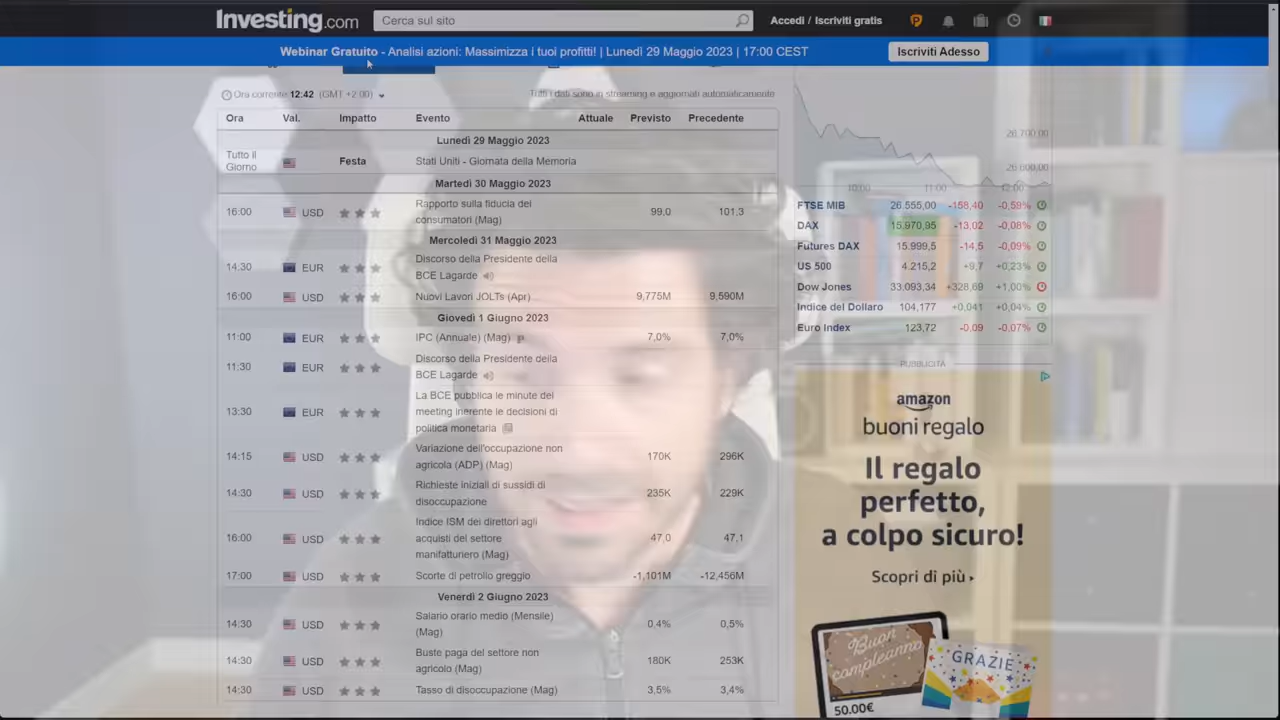 Investing.com
Cerca sul sito
Accedi / Iscriviti gratis
Webinar Gratuito - Analisi azioni: Massimizza i tuoi profitti! | Lunedì 29 Maggio 2023 | 17:00 CEST
Iscriviti Adesso
Ora corrente 12:42 (GMT +2:00)
Tutti i dati sono in streaming e aggiornati automaticamente
Ora Val. Impatto Evento Attuale Previsto Precedente
Lunedì 29 Maggio 2023
Tutto il
Giorno
Festa
Stati Uniti - Giornata della Memoria
Martedì 30 Maggio 2023
16:00 USD
Rapporto sulla fiducia dei
consumatori (Mag)
99,0 101,3
Mercoledì 31 Maggio 2023
14:30 EUR
Discorso della Presidente della
BCE Lagarde
16:00 USD Nuovi Lavori JOLTs (Apr) 9,775M 9,590M
Giovedì 1 Giugno 2023
11:00 EUR IPC (Annuale) (Mag) P 7,0% 7,0%
11:30 EUR
Discorso della Presidente della
BCE Lagarde
13:30 EUR
La BCE pubblica le minute del
meeting inerente le decisioni di
politica monetaria
14:15 USD
Variazione dell'occupazione non
agricola (ADP) (Mag)
170K 296K
14:30 USD
Richieste iniziali di sussidi di
disoccupazione
235K 229K
16:00 USD
Indice ISM dei direttori agli
acquisti del settore
manifatturiero (Mag)
47,0 47,1
17:00 USD Scorte di petrolio greggio -1,101M -12,456M
Venerdì 2 Giugno 2023
14:30 USD
Salario orario medio (Mensile)
(Mag)
0,4% 0,5%
14:30 USD
Buste paga del settore non
agricolo (Mag)
180K 253K
14:30 USD Tasso di disoccupazione (Mag) 3,5% 3,4%
26.700,00
26.600,00
10:00 11:00 12:00
FTSE MIB 26.555,00 -158,40 -0,59%
DAX 15.970,95 -13,02 -0,08%
Futures DAX 15.999,5 -14,5 -0,09%
US 500 4.215,2 +9,7 +0,23%
Dow Jones 33.093,34 +328,69 +1,00%
Indice del Dollaro 104,177 +0,041 +0,04%
Euro Index 123,72 -0,09 -0,07%
PUBBLICITÀ
amazon
buoni regalo
Il regalo
perfetto,
a colpo sicuro!
Scopri di più
Buon
compleanno
GRAZIE
50.00€